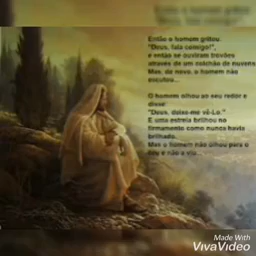 Então o homem gritou:
"Deus, fala comigo!",
e então se ouviram trovões
através de um colchão de nuvens
Mas, de novo, o homem não
escutou...
O homem olhou ao seu redor e
disse:
"Deus, deixe-me vê-Lo."
E uma estrela brilhou no
firmamento como nunca havia
brilhado.
Mas o homem não olhou para o
e não a viu...
Made With
VivaVideo